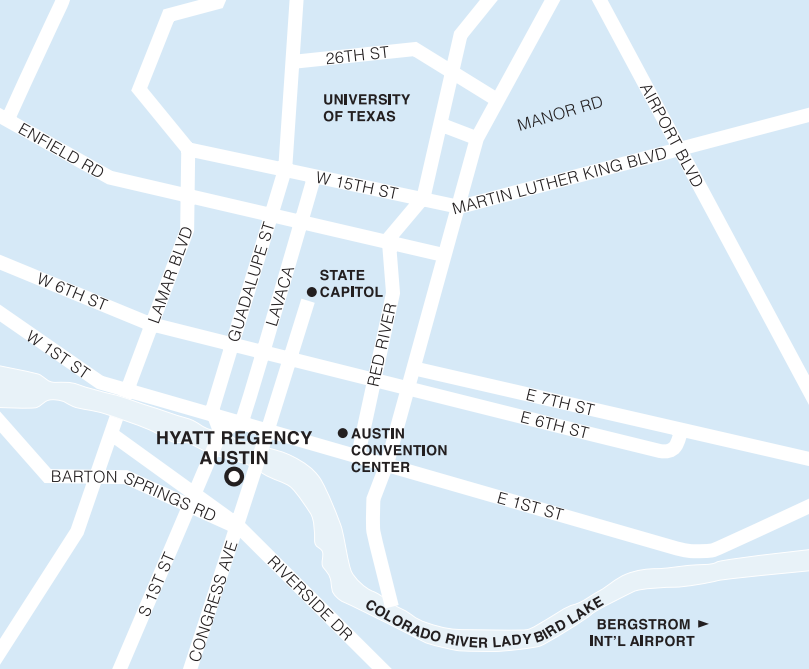 26TH ST
UNIVERSITY
OF TEXAS
MANOR RD
AIRPORT BLVD
ENFIELD RD
W 15TH ST
MARTIN LUTHER KING BLVD
LAMAR BLVD
GUADALUPE ST
LAVACA
STATE
CAPITOL
W 6TH ST
RED RIVER
W 1ST ST
E 7TH ST
E 6TH ST
HYATT REGENCY
AUSTIN
AUSTIN
CONVENTION
CENTER
BARTON SPRINGS RD
E 1ST ST
S 1ST ST
CONGRESS AVE
RIVERSIDE DR
COLORADO RIVER LADY BIRD LAKE
BERGSTROM ►
INT'L AIRPORT